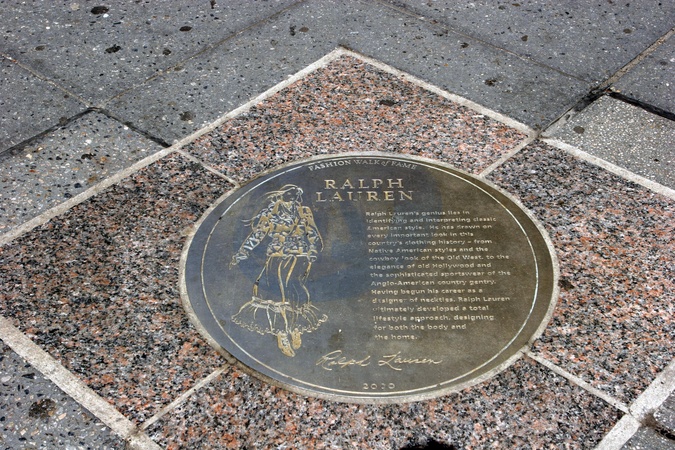 FASHION WALK of FAME
RALPH
LAUREN
Ralph Lauren's genius lies in
identifying and interpreting classic
American style. He has drawn on
every important look in this
country's clothing history – from
Native American styles and the
cowboy look of the Old West, to the
elegance of old Hollywood and
the sophisticated sportswear of the
Anglo-American country gentry.
Having begun his career as a
designer of neckties, Ralph Lauren
ultimately developed a total
lifestyle approach, designing
for both the body and
the home.
Ralph Lauren